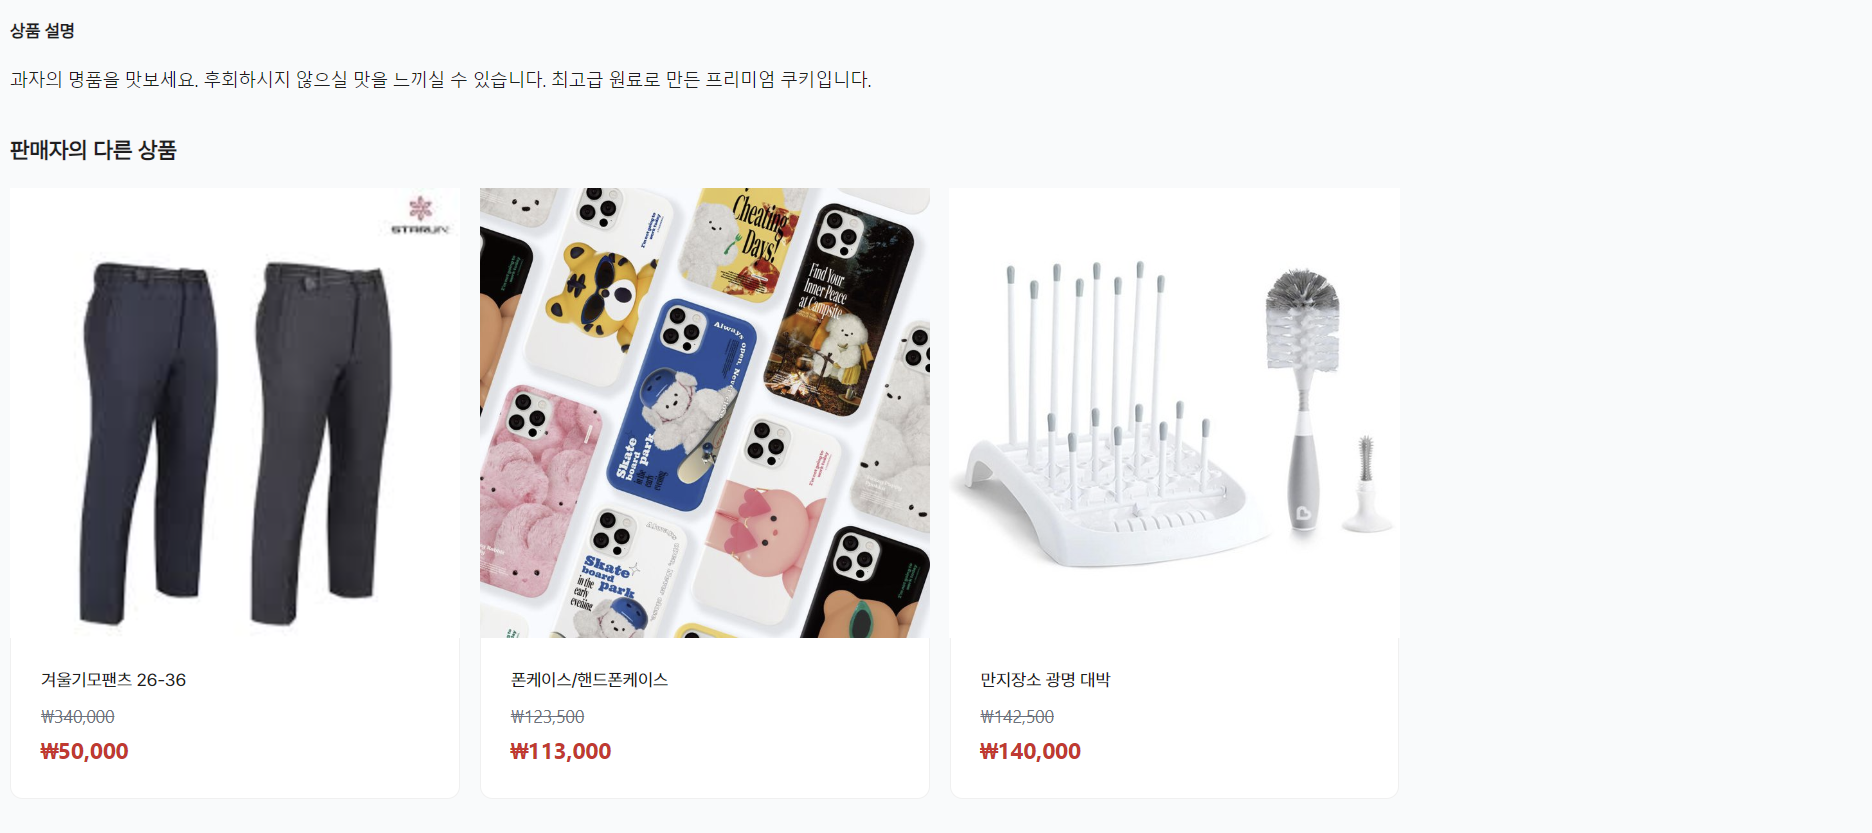 상품 설명
과자의 명품을 맛보세요. 후회하시지 않으실 맛을 느끼실 수 있습니다. 최고급 원료로 만든 프리미엄 쿠키입니다.
판매자의 다른 상품
Cheating
Days!
Find Your
Inner Peace
at Campsite
Always open. Never
Skate
board
park
in the
early
Skate
board park
in the
early
evening
겨울기모팬츠 26-36
₩340,000
₩50,000
폰케이스/핸드폰케이스
₩123,500
₩113,000
만지장소 광명 대박
₩142,500
₩140,000